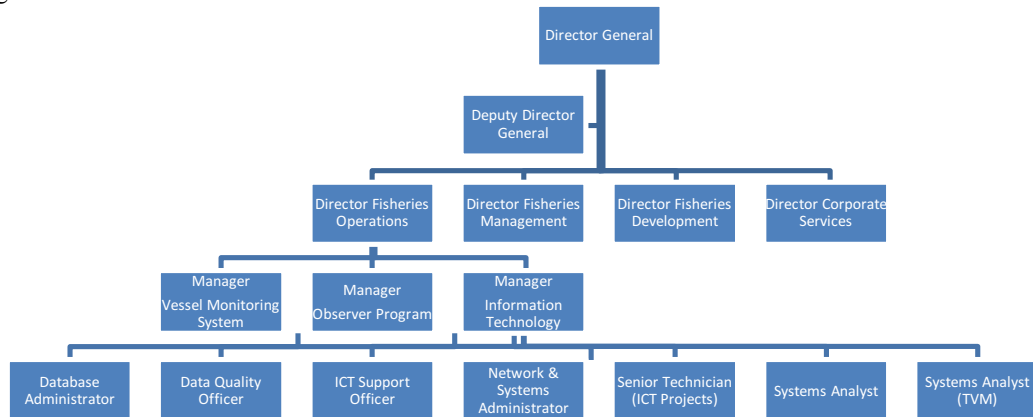 Director General
Deputy Director
General
Director Fisheries
Operations
Director Fisheries
Management
Director Fisheries
Development
Director Corporate
Services
Manager
Vessel Monitoring
System
Manager
Observer Program
Manager
Information
Technology
Database
Administrator
Data Quality
Officer
ICT Support
Officer
Network &
Systems
Administrator
Senior Technician
(ICT Projects)
Systems Analyst
Systems Analyst
(TVM)